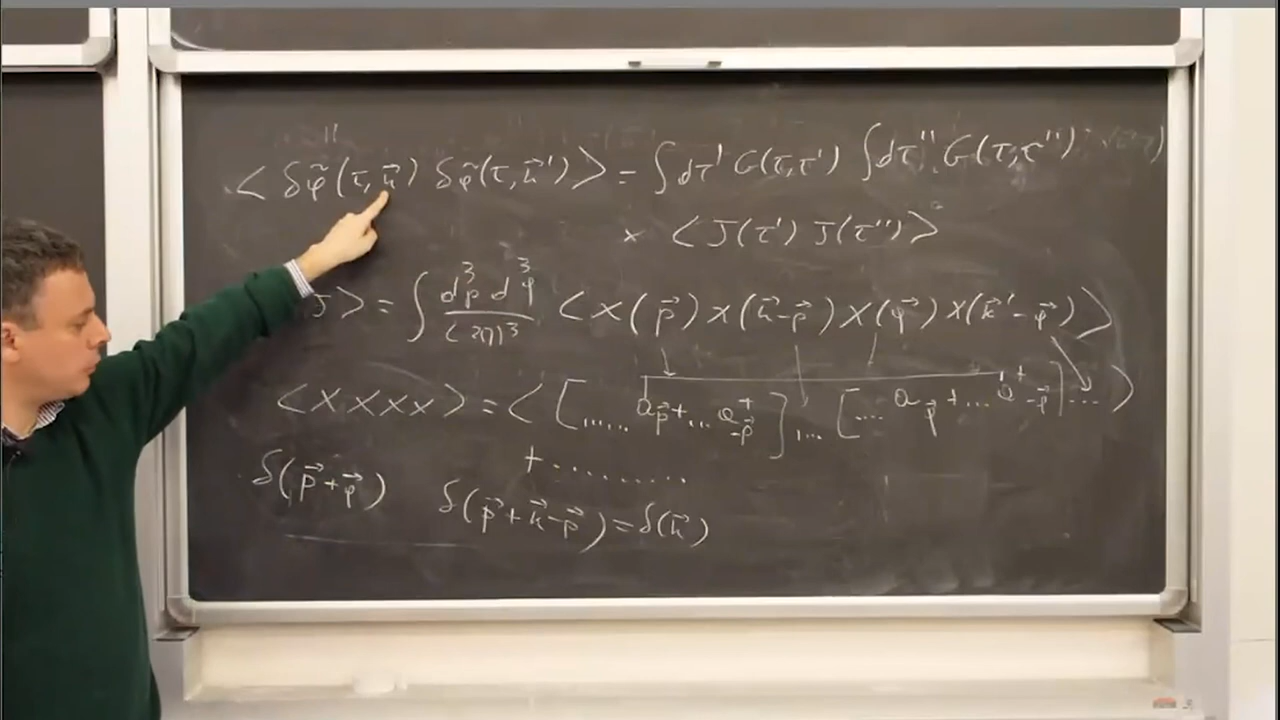 < δφ̃(τ, k⃗) δφ̃(τ, k⃗') > = ∫dτ' G(τ,τ') ∫dτ'' G(τ,τ'')
× < J(τ') J(τ'') >
J > = ∫ d³p d³q / (2π)³ < X(p⃗) X(k⃗-p⃗) X(q⃗) X(k⃗'-q⃗) >
< X X X X > = < [...... a_p⃗ + ... a⁺_-p⃗ ] .... [.... a_q⃗ + ... a⁺_-q⃗ ] .... >
+ .........
δ(p⃗+q⃗) δ(p⃗+k⃗-p⃗) = δ(k⃗)